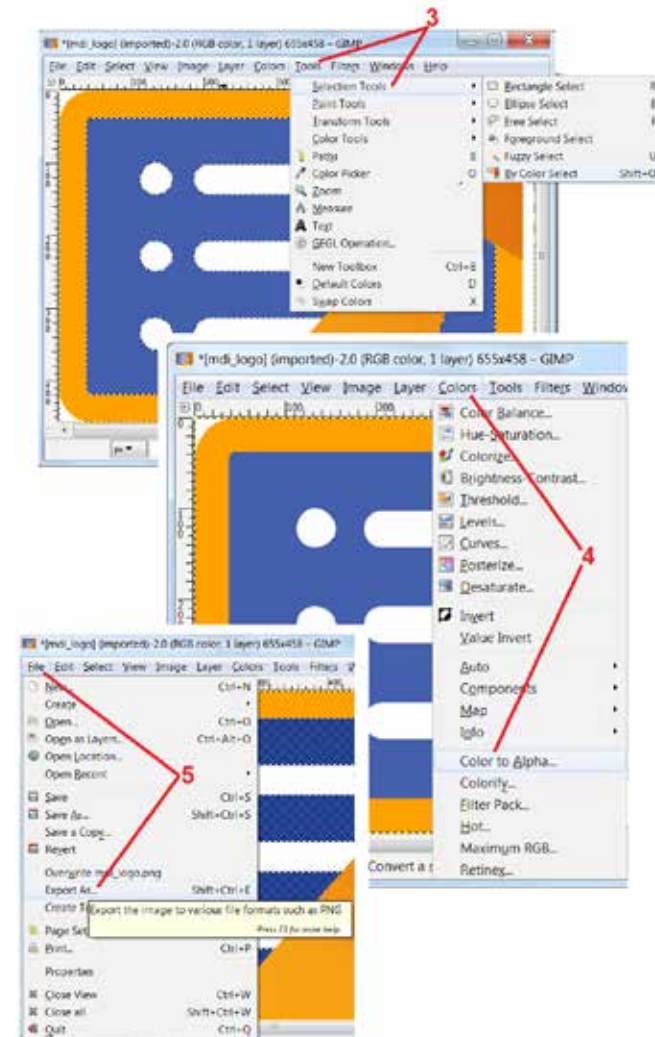 3
*[mdi_logo] (imported)-2.0 (RGB color, 1 layer) 655x458 – GIMP
File Edit Select View Image Layer Colors Tools Filters Windows Help
Selection Tools
Paint Tools
Transform Tools
Color Tools
Paths B
Color Picker O
Zoom
Measure
Text
GEGL Operation...
New Toolbox Ctrl+B
Default Colors D
Swap Colors X
Rectangle Select R
Ellipse Select E
Free Select F
Foreground Select
Fuzzy Select U
By Color Select Shift+O
px
*[mdi_logo] (imported)-2.0 (RGB color, 1 layer) 655x458 – GIMP
File Edit Select View Image Layer Colors Tools Filters Window
0 100 200
Color Balance...
Hue-Saturation...
Colorize...
Brightness-Contrast...
Threshold...
Levels...
Curves...
Posterize...
Desaturate...
Invert
Value Invert
Auto
Components
Map
Info
Color to Alpha...
Colorify...
Filter Pack...
Hot...
Maximum RGB...
Retinex...
4
Convert a s
*[mdi_logo] (imported)-2.0 (RGB color, 1 layer) 655x458 – GIMP
File Edit Select View Image Layer Colors Tools Filters W
New... Ctrl+N
Create
Open... Ctrl+O
Open as Layers... Ctrl+Alt+O
Open Location...
Open Recent
Save Ctrl+S
Save As... Shift+Ctrl+S
Save a Copy...
Revert
Overwrite mdi_logo.png
Export As... Shift+Ctrl+E
Create T
Export the image to various file formats such as PNG
Press F1 for more help
Page Set
Print... Ctrl+P
Properties
Close View Ctrl+W
Close all Shift+Ctrl+W
Quit Ctrl+Q
5